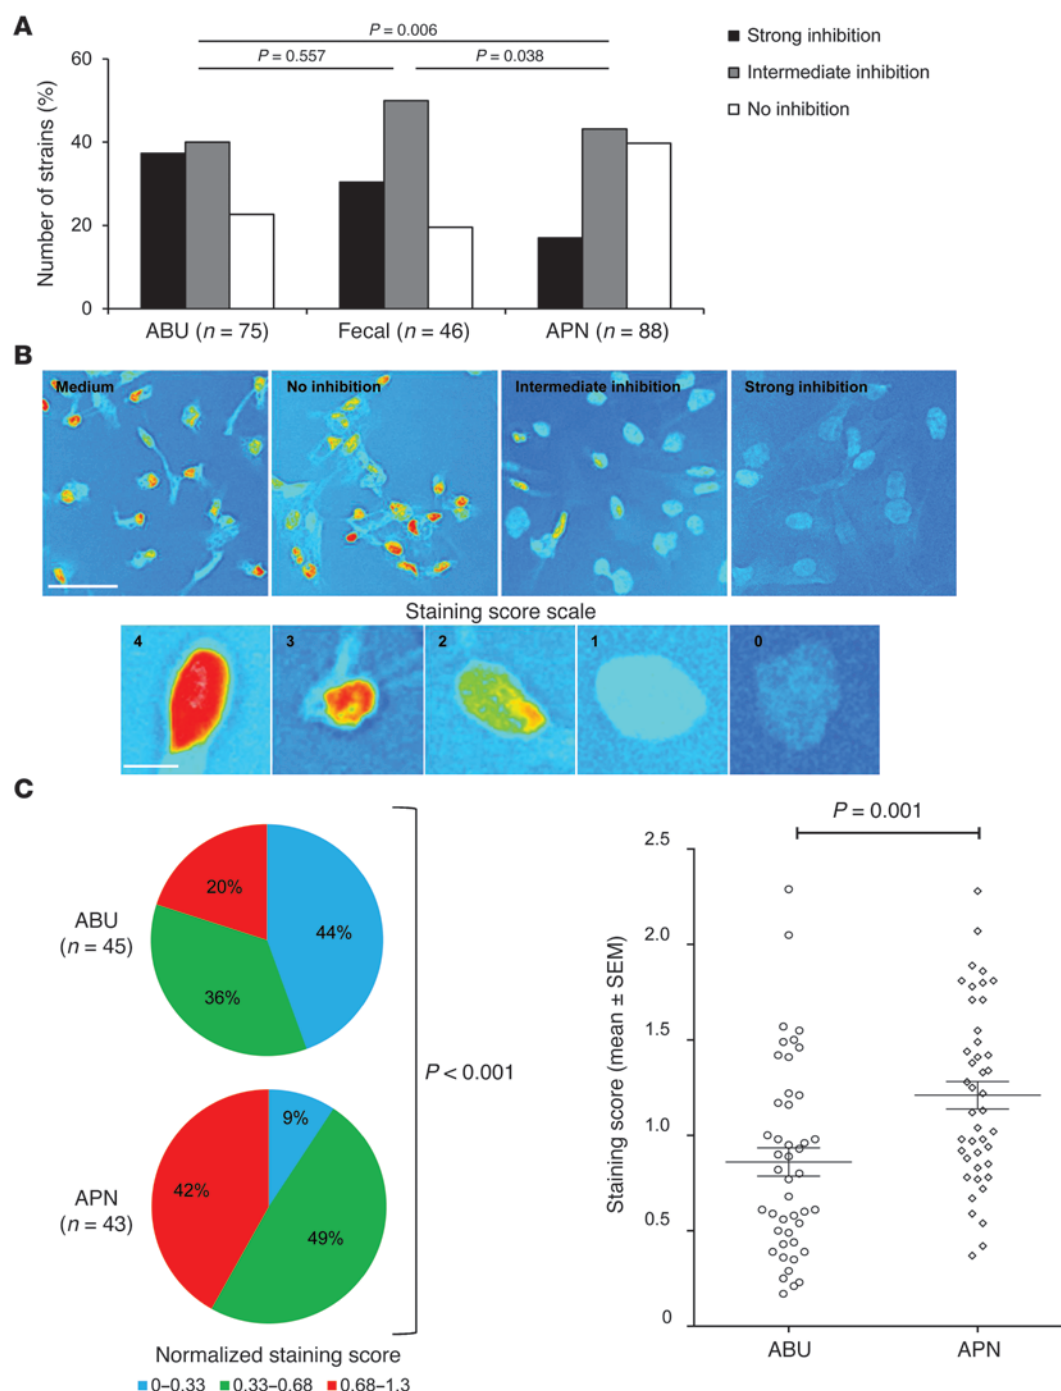 A
P = 0.006
P = 0.557
P = 0.038
Strong inhibition
Intermediate inhibition
No inhibition
Number of strains (%)
60
40
20
0
ABU (n = 75)
Fecal (n = 46)
APN (n = 88)
B
Medium
No inhibition
Intermediate inhibition
Strong inhibition
Staining score scale
4
3
2
1
0
C
ABU
(n = 45)
20%
44%
36%
APN
(n = 43)
9%
42%
49%
P < 0.001
Normalized staining score
0–0.33
0.33–0.68
0.68–1.3
P = 0.001
Staining score (mean ± SEM)
2.5
2.0
1.5
1.0
0.5
0
ABU
APN